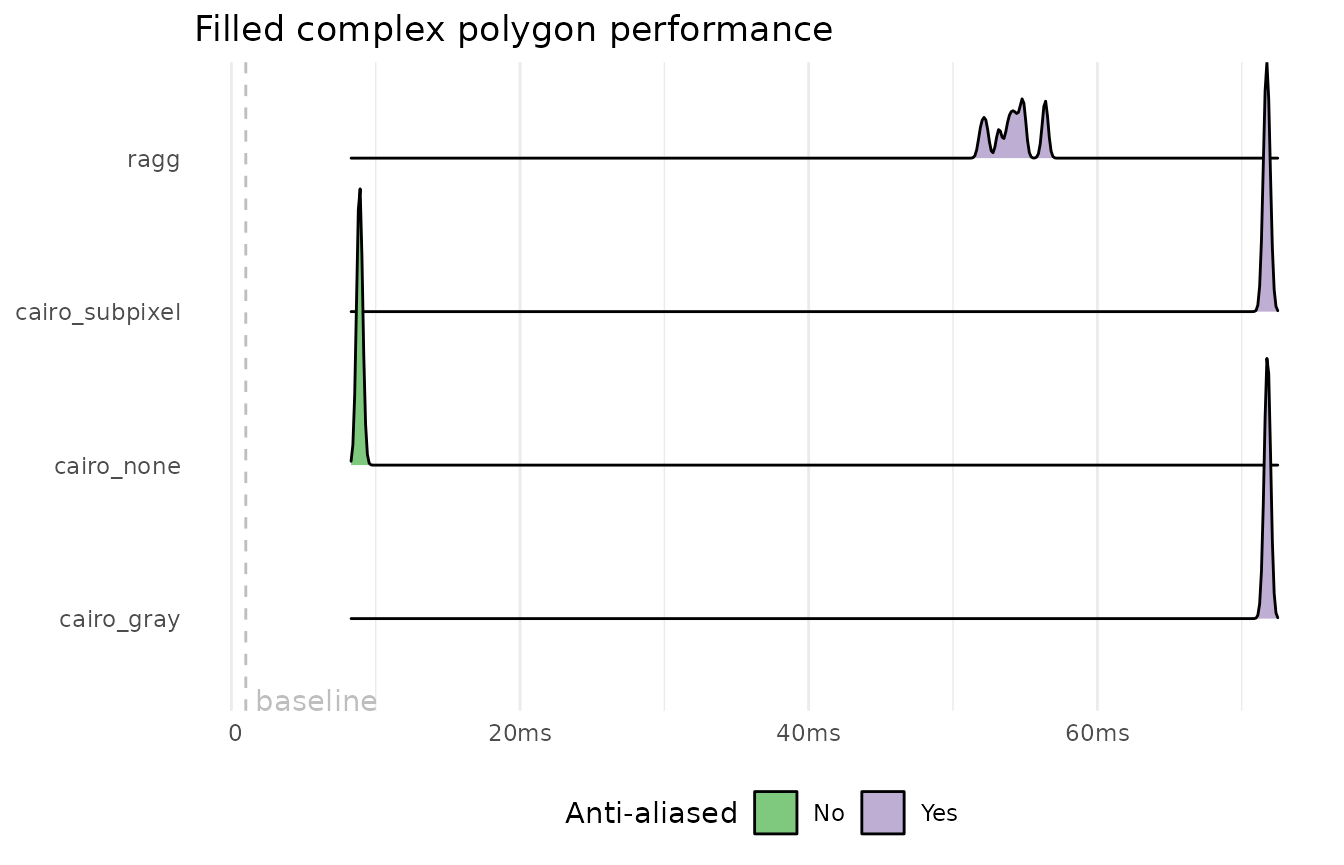 Filled complex polygon performance
ragg
cairo_subpixel
cairo_none
cairo_gray
baseline
0 20ms 40ms 60ms
Anti-aliased No Yes